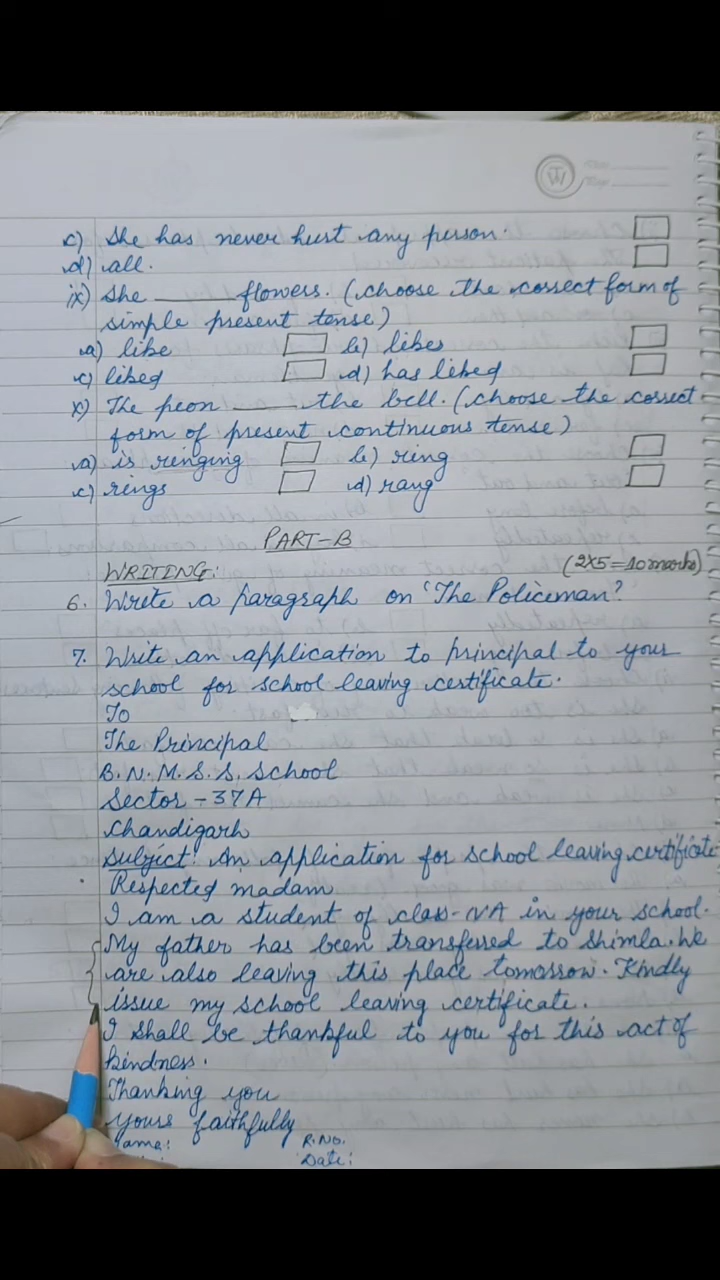 c) She has never hurt any person.
d) all.
ix) She ______ flowers. (choose the correct form of
simple present tense)
a) like b) likes
c) liked d) has liked
x) The peon ______ the bell. (choose the correct
form of present continuous tense)
a) is ringing b) ring
c) rings d) rang
PART-B
WRITING: (2x5=10 marks)
6. Write a paragraph on 'The Policeman?
7. Write an application to principal to your
school for school leaving certificate.
To
The Principal
B.N.M.S.S. School
Sector-37A
Chandigarh
Subject: An application for school leaving certificate
Respected madam
I am a student of class-VA in your school.
My father has been transferred to Shimla. We
are also leaving this place tomorrow. Kindly
issue my school leaving certificate.
I shall be thankful to you for this act of
kindness.
Thanking you
Yours faithfully
Name: R.No.
Date: